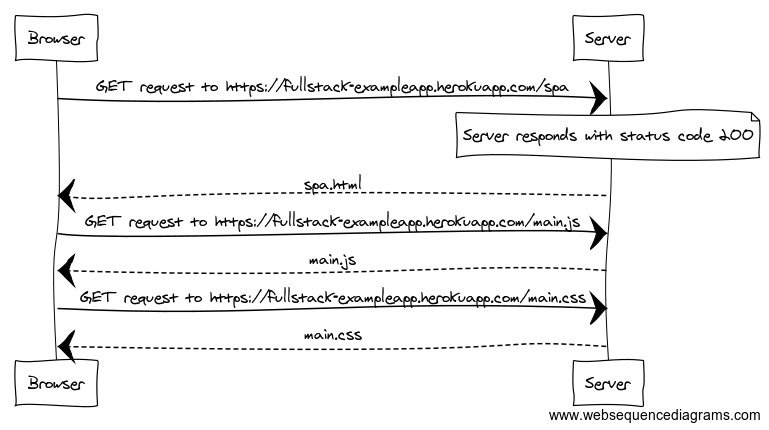 Browser
Server
GET request to https://fullstack-exampleapp.herokuapp.com/spa
Server responds with status code 200
spa.html
GET request to https://fullstack-exampleapp.herokuapp.com/main.js
main.js
GET request to https://fullstack-exampleapp.herokuapp.com/main.css
main.css
Browser
Server
www.websequencediagrams.com